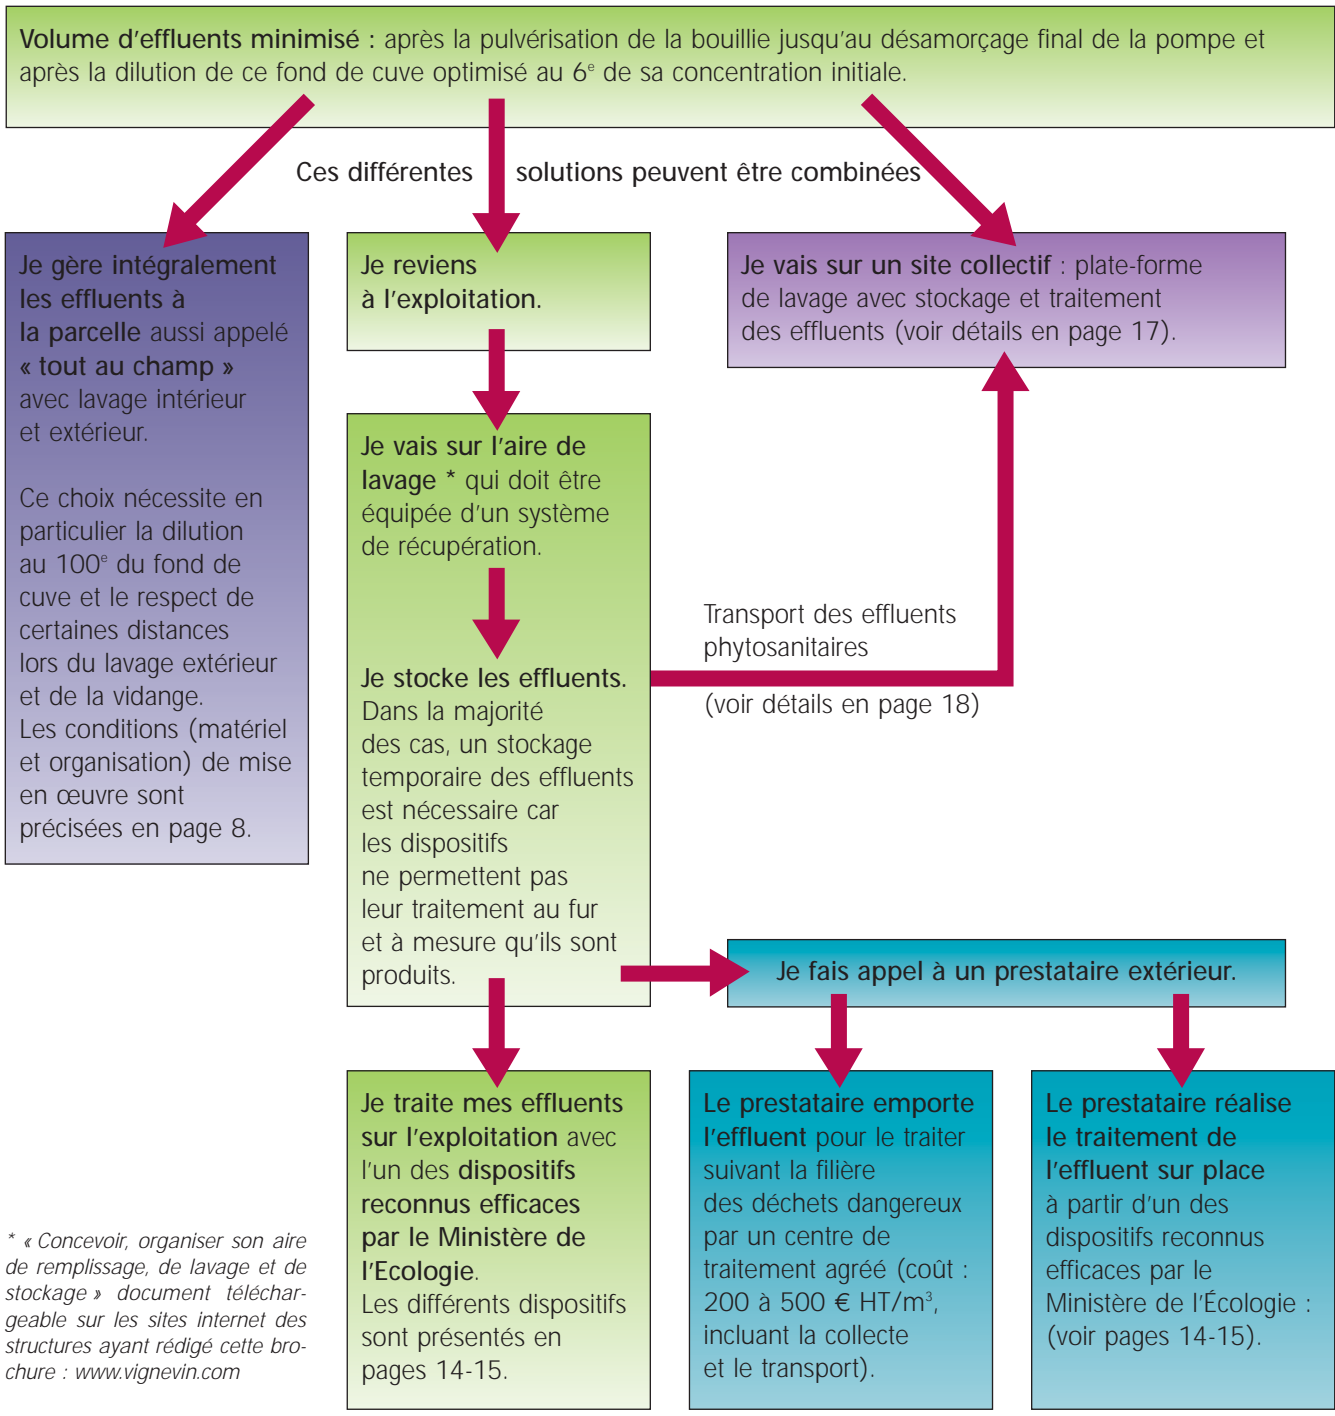 Volume d'effluents minimisé : après la pulvérisation de la bouillie jusqu'au désamorçage final de la pompe et
après la dilution de ce fond de cuve optimisé au 6e de sa concentration initiale.
Ces différentes solutions peuvent être combinées
Je gère intégralement
les effluents à
la parcelle aussi appelé
« tout au champ »
avec lavage intérieur
et extérieur.
Ce choix nécessite en
particulier la dilution
au 100e du fond de
cuve et le respect de
certaines distances
lors du lavage extérieur
et de la vidange.
Les conditions (matériel
et organisation) de mise
en œuvre sont
précisées en page 8.
Je reviens
à l'exploitation.
Je vais sur un site collectif : plate-forme
de lavage avec stockage et traitement
des effluents (voir détails en page 17).
Je vais sur l'aire de
lavage * qui doit être
équipée d'un système
de récupération.
Je stocke les effluents.
Dans la majorité
des cas, un stockage
temporaire des effluents
est nécessaire car
les dispositifs
ne permettent pas
leur traitement au fur
et à mesure qu'ils sont
produits.
Transport des effluents
phytosanitaires
(voir détails en page 18)
Je fais appel à un prestataire extérieur.
Je traite mes effluents
sur l'exploitation avec
l'un des dispositifs
reconnus efficaces
par le Ministère de
l'Ecologie.
Les différents dispositifs
sont présentés en
pages 14-15.
Le prestataire emporte
l'effluent pour le traiter
suivant la filière
des déchets dangereux
par un centre de
traitement agréé (coût :
200 à 500 € HT/m³,
incluant la collecte
et le transport).
Le prestataire réalise
le traitement de
l'effluent sur place
à partir d'un des
dispositifs reconnus
efficaces par le
Ministère de l'Écologie :
(voir pages 14-15).
* « Concevoir, organiser son aire
de remplissage, de lavage et de
stockage » document téléchar-
geable sur les sites internet des
structures ayant rédigé cette bro-
chure : www.vignevin.com